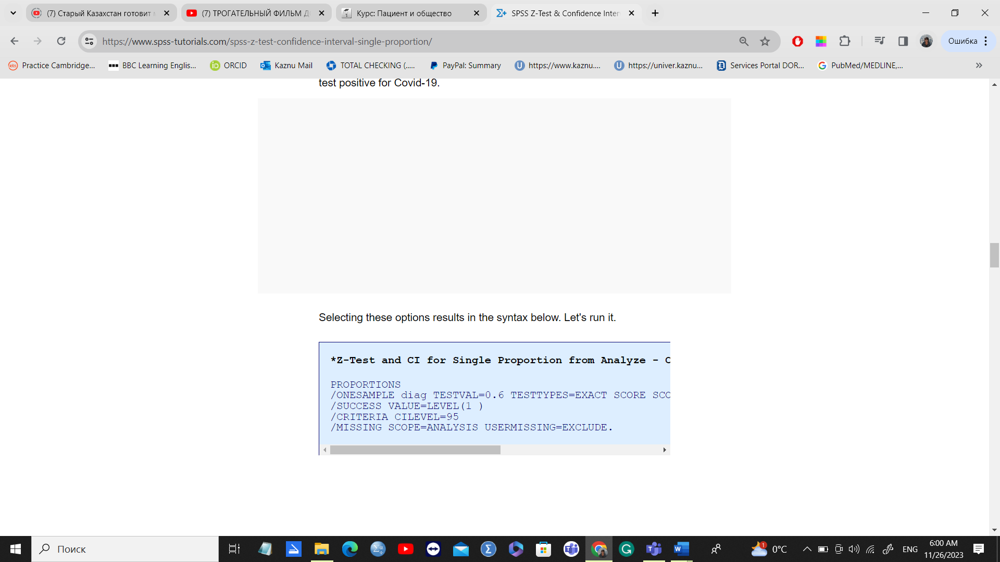 (7) Старый Казахстан готовит
(7) ТРОГАТЕЛЬНЫЙ ФИЛЬМ
Курс: Пациент и общество
SPSS Z-Test & Confidence Inter
https://www.spss-tutorials.com/spss-z-test-confidence-interval-single-proportion/
Ошибка
Practice Cambridge...
BBC Learning Englis...
ORCID
Kaznu Mail
TOTAL CHECKING (.....
PayPal: Summary
https://www.kaznu....
https://univer.kaznu...
Services Portal DOR...
PubMed/MEDLINE,...
test positive for Covid-19.
Selecting these options results in the syntax below. Let's run it.
*Z-Test and CI for Single Proportion from Analyze - C
PROPORTIONS
/ONESAMPLE diag TESTVAL=0.6 TESTTYPES=EXACT SCORE SCO
/SUCCESS VALUE=LEVEL(1 )
/CRITERIA CILEVEL=95
/MISSING SCOPE=ANALYSIS USERMISSING=EXCLUDE.
Поиск
1
0°C
ENG
6:00 AM
11/26/2023
1